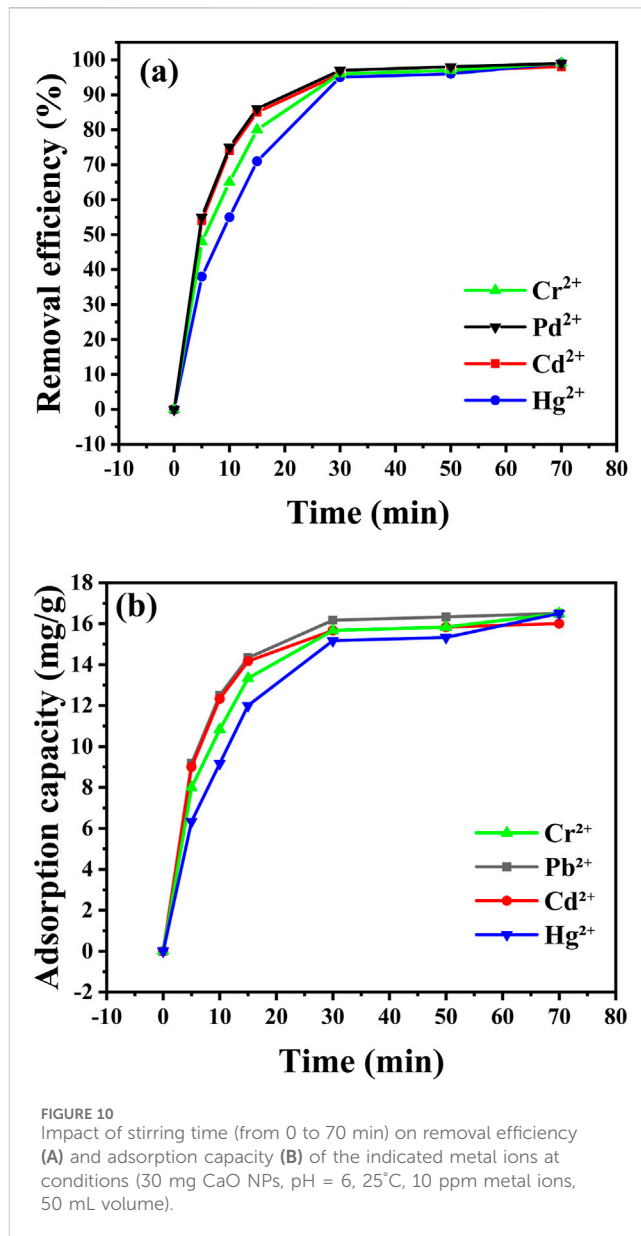 (a)
100
90
80
70
60
50
40
30
20
10
0
-10
Removal efficiency (%)
Cr²⁺
Pd²⁺
Cd²⁺
Hg²⁺
-10 0 10 20 30 40 50 60 70 80
Time (min)
(b)
18
16
14
12
10
8
6
4
2
0
-2
Adsorption capacity (mg/g)
Cr²⁺
Pb²⁺
Cd²⁺
Hg²⁺
-10 0 10 20 30 40 50 60 70 80
Time (min)
FIGURE 10
Impact of stirring time (from 0 to 70 min) on removal efficiency
(A) and adsorption capacity (B) of the indicated metal ions at
conditions (30 mg CaO NPs, pH = 6, 25°C, 10 ppm metal ions,
50 mL volume).